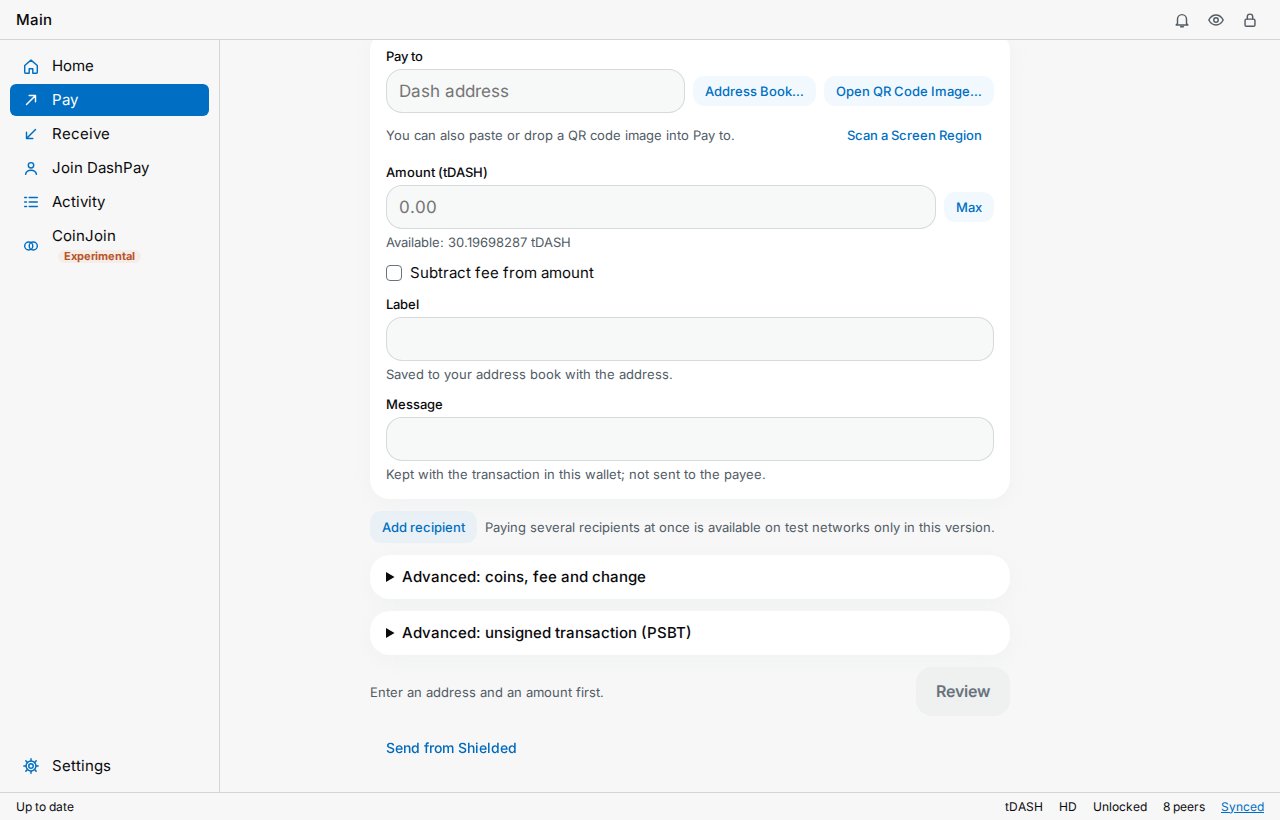 Main
Home
Pay
Receive
Join DashPay
Activity
CoinJoin
Experimental
Settings
Pay to
Dash address
Address Book...
Open QR Code Image...
You can also paste or drop a QR code image into Pay to.
Scan a Screen Region
Amount (tDASH)
0.00
Max
Available: 30.19698287 tDASH
Subtract fee from amount
Label
Saved to your address book with the address.
Message
Kept with the transaction in this wallet; not sent to the payee.
Add recipient
Paying several recipients at once is available on test networks only in this version.
Advanced: coins, fee and change
Advanced: unsigned transaction (PSBT)
Enter an address and an amount first.
Review
Send from Shielded
Up to date
tDASH
HD
Unlocked
8 peers
Synced